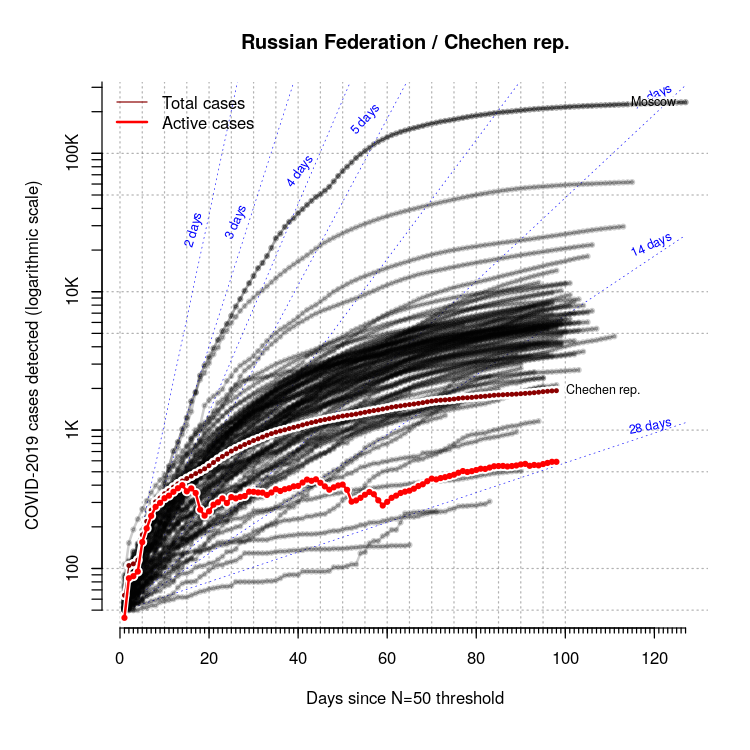 Russian Federation / Chechen rep.
Total cases
Active cases
COVID-2019 cases detected (logarithmic scale)
100K
10K
1K
100
2 days
3 days
4 days
5 days
days
Moscow
14 days
Chechen rep.
28 days
0 20 40 60 80 100 120
Days since N=50 threshold